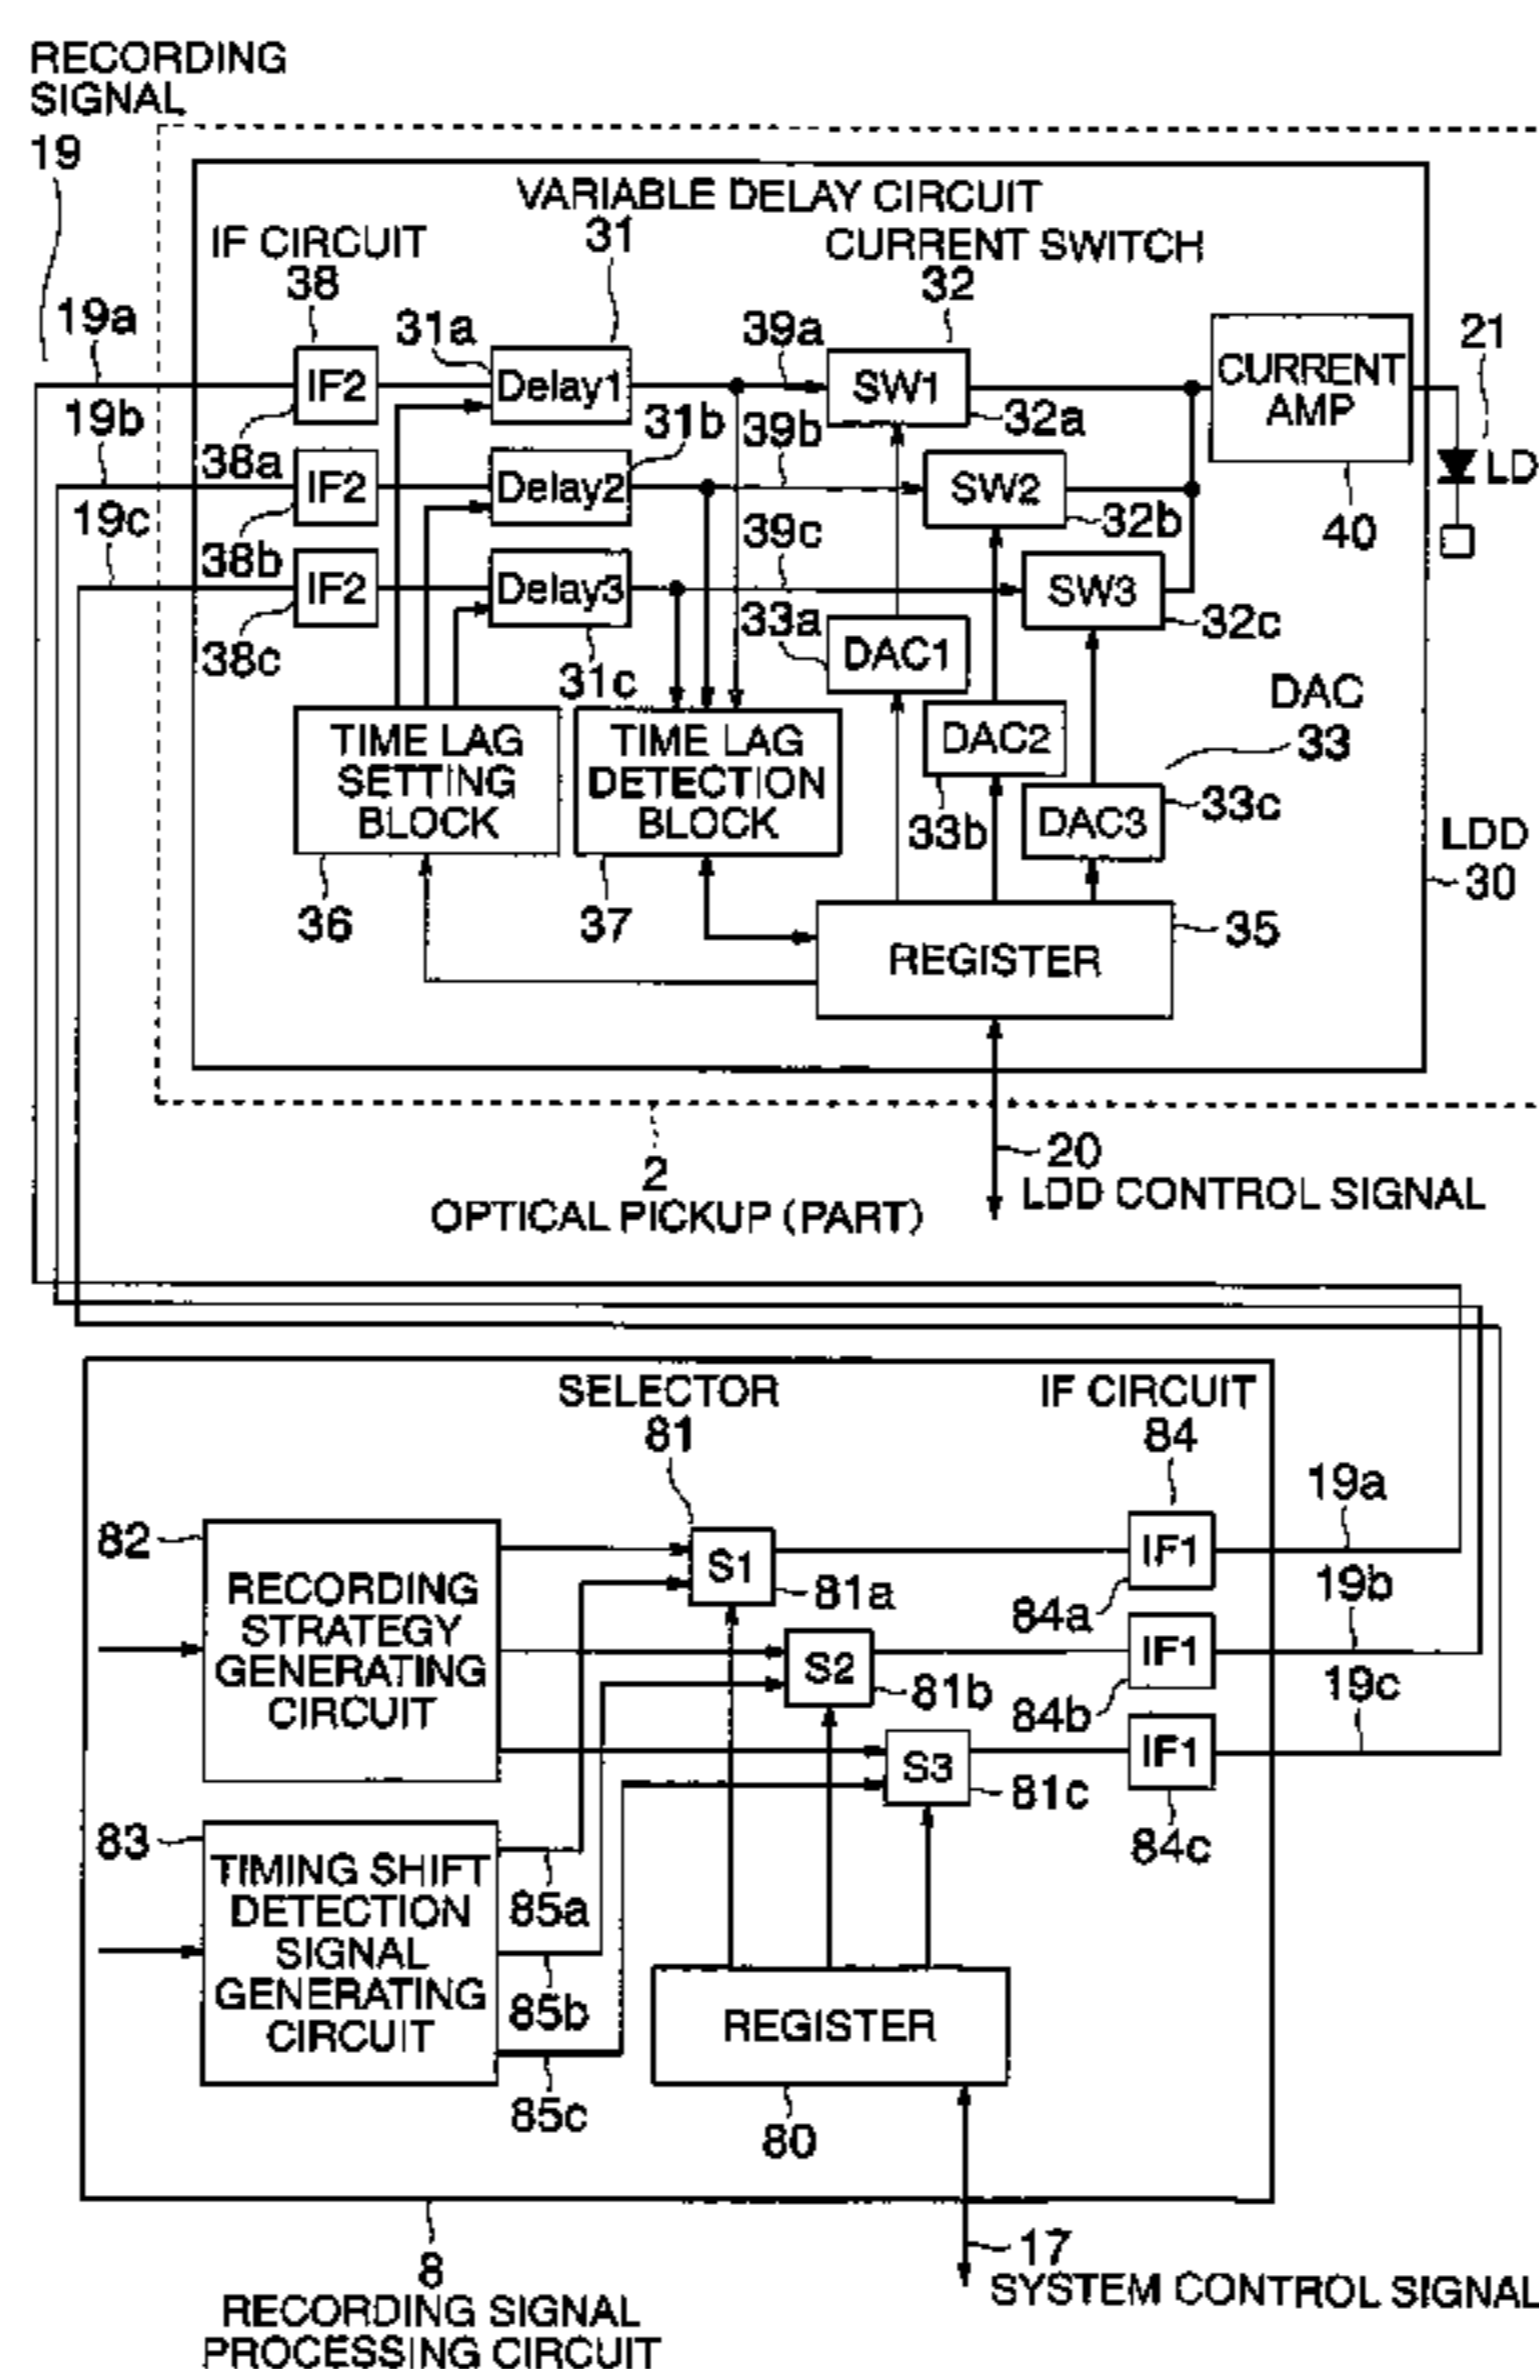 RECORDING
SIGNAL
19
VARIABLE DELAY CIRCUIT
31
IF CIRCUIT
38
CURRENT SWITCH
32
19a
31a
39a
21
IF2
Delay1
SW1
CURRENT
AMP
19b
38a
31b
39b
32a
IF2
Delay2
SW2
LD
19c
38b
39c
32b
40
IF2
Delay3
SW3
38c
31c
33a
DAC1
32c
DAC
33
TIME LAG
SETTING
BLOCK
TIME LAG
DETECTION
BLOCK
DAC2
33b
DAC3
33c
LDD
30
36
37
REGISTER
35
2
OPTICAL PICKUP (PART)
20
LDD CONTROL SIGNAL
SELECTOR
81
IF CIRCUIT
84
82
RECORDING
STRATEGY
GENERATING
CIRCUIT
S1
81a
IF1
84a
19a
S2
81b
IF1
84b
19b
S3
81c
IF1
84c
19c
83
TIMING SHIFT
DETECTION
SIGNAL
GENERATING
CIRCUIT
85a
85b
85c
REGISTER
80
8
RECORDING SIGNAL
PROCESSING CIRCUIT
17
SYSTEM CONTROL SIGNAL